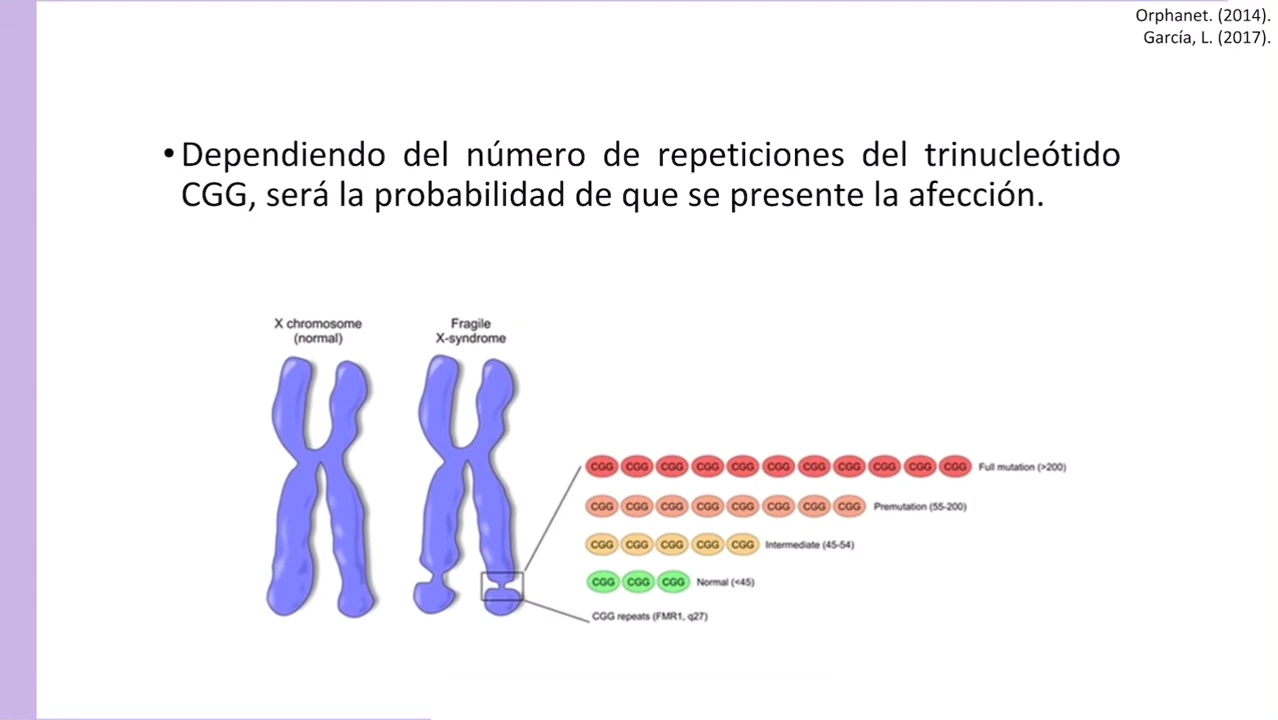 Orphanet. (2014).
García, L. (2017).
• Dependiendo del número de repeticiones del trinucleótido
CGG, será la probabilidad de que se presente la afección.
X chromosome
(normal)
Fragile
X-syndrome
CGG CGG CGG CGG CGG CGG CGG CGG CGG CGG CGG Full mutation (>200)
CGG CGG CGG CGG CGG CGG CGG CGG Premutation (55-200)
CGG CGG CGG CGG CGG Intermediate (45-54)
CGG CGG CGG Normal (<45)
CGG repeats (FMR1, q27)